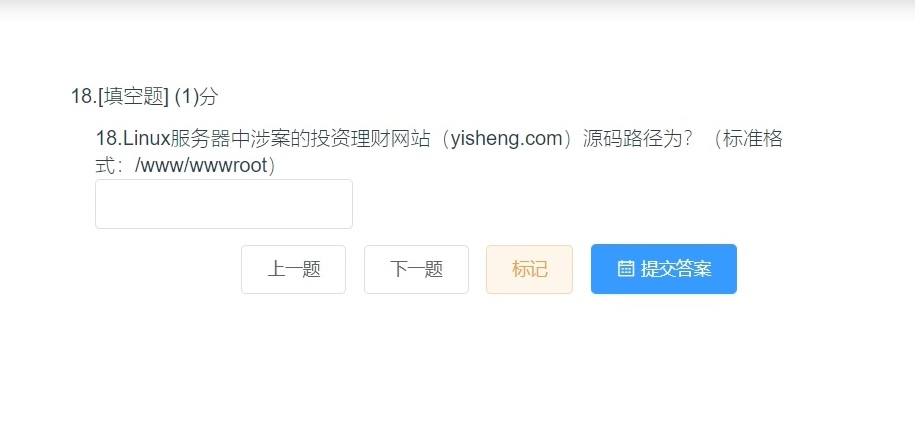 18.[填空题] (1)分
18.Linux服务器中涉案的投资理财网站（yisheng.com）源码路径为？（标准格
式：/www/wwwroot）
上一题 下一题 标记 提交答案